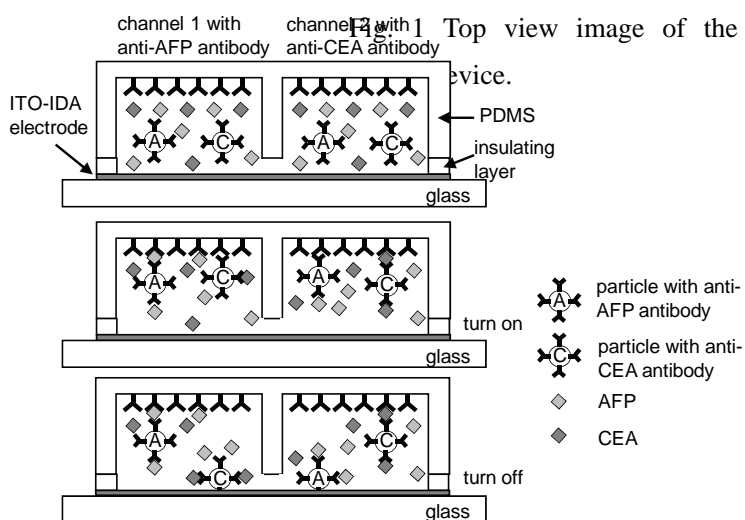 channel 1 with
anti-AFP antibody
channel 2 with
anti-CEA antibody
Fig. 1 Top view image of the
evice.
ITO-IDA
electrode
A
C
A
C
PDMS
insulating
layer
glass
A
C
A
C
turn on
glass
A
C
A
C
turn off
glass
A
particle with anti-
AFP antibody
C
particle with anti-
CEA antibody
AFP
CEA